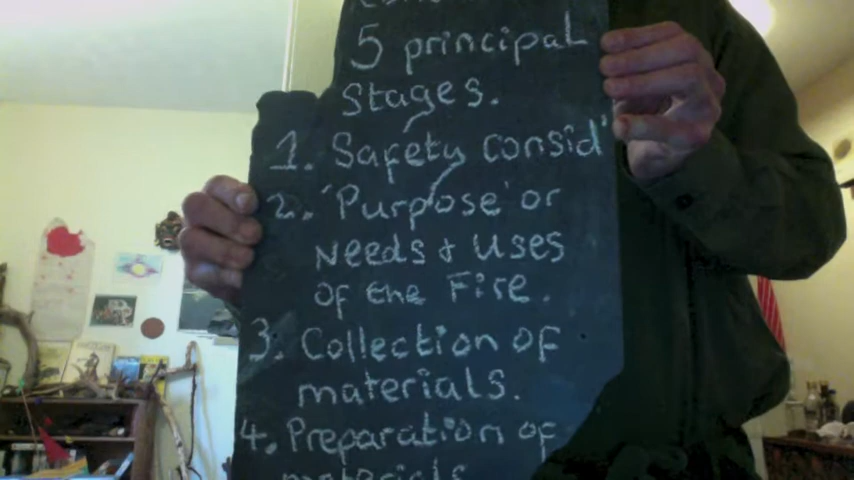 5 principal
Stages.
1. Safety Consid'
2. 'Purpose' or
Needs & Uses
of the Fire.
3. Collection of
materials.
4. Preparation of
materials